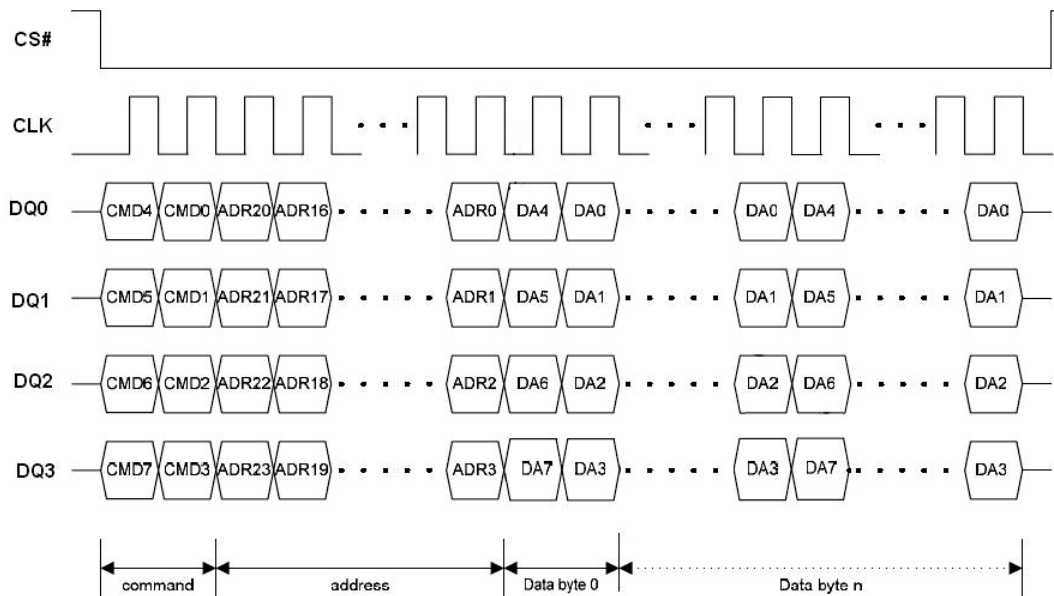 CS#
CLK
DQ0 CMD4 CMD0 ADR20 ADR16 ADR0 DA4 DA0 DA0 DA4 DA0
DQ1 CMD5 CMD1 ADR21 ADR17 ADR1 DA5 DA1 DA1 DA5 DA1
DQ2 CMD6 CMD2 ADR22 ADR18 ADR2 DA6 DA2 DA2 DA6 DA2
DQ3 CMD7 CMD3 ADR23 ADR19 ADR3 DA7 DA3 DA3 DA7 DA3
command address Data byte 0 Data byte n